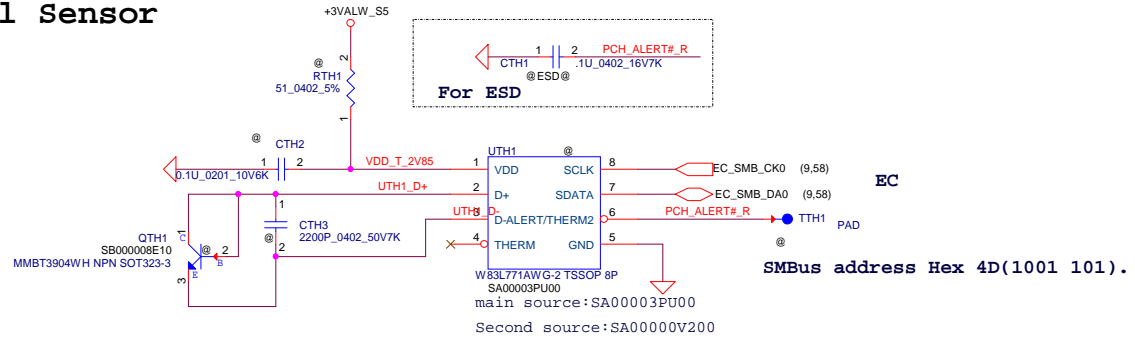 l Sensor
+3VALW_S5
@
2
RTH1
51_0402_5%
1
1 2 PCH_ALERT#_R
CTH1 .1U_0402_16V7K
@ESD@
For ESD
@ CTH2
1 2 VDD_T_2V85
0.1U_0201_10V6K
UTH1_D+
UTH1 @
1 VDD SCLK 8 EC_SMB_CK0 (9,58)
2 D+ SDATA 7 EC_SMB_DA0 (9,58)
UTH1_D- 3 D- ALERT/THERM2 6 PCH_ALERT#_R TTH1 PAD
@
4 THERM GND 5
EC
1
CTH3
@ 2200P_0402_50V7K
2
QTH1
SB000008E10
MMBT3904WH NPN SOT323-3
1 C @ 2 B E 3
W83L771AWG-2 TSSOP 8P
SA00003PU00
SMBus address Hex 4D(1001 101).
main source:SA00003PU00
Second source:SA00000V200